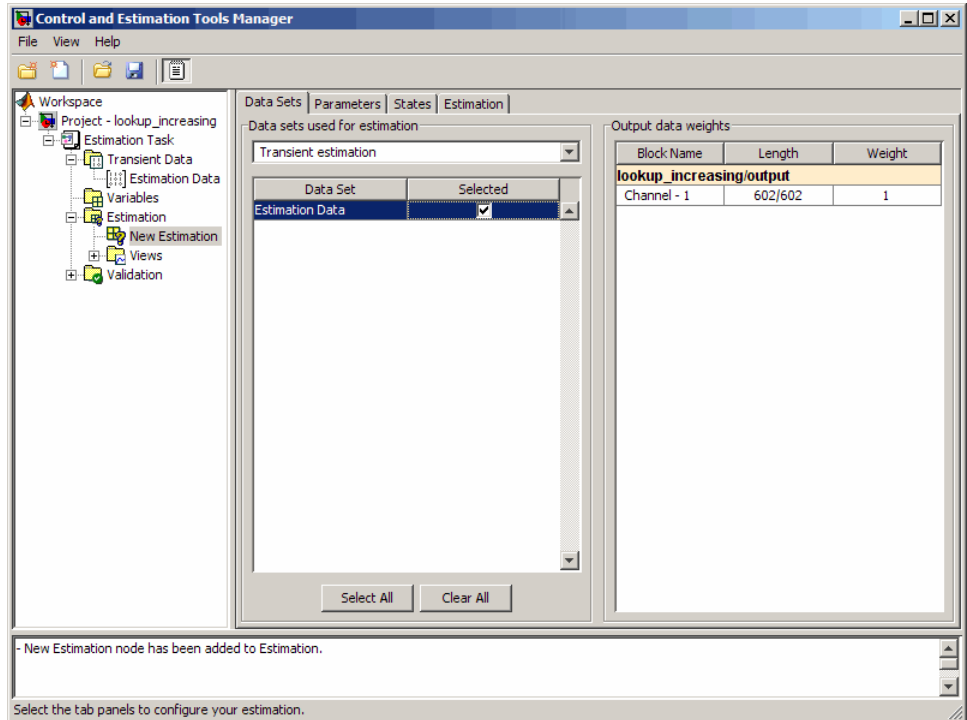 Control and Estimation Tools Manager
File View Help
Workspace
Project - lookup_increasing
Estimation Task
Transient Data
Estimation Data
Variables
Estimation
New Estimation
Views
Validation
Data Sets Parameters States Estimation
Data sets used for estimation
Transient estimation
Data Set Selected
Estimation Data
Select All Clear All
Output data weights
Block Name Length Weight
lookup_increasing/output
Channel - 1 602/602 1
- New Estimation node has been added to Estimation.
Select the tab panels to configure your estimation.